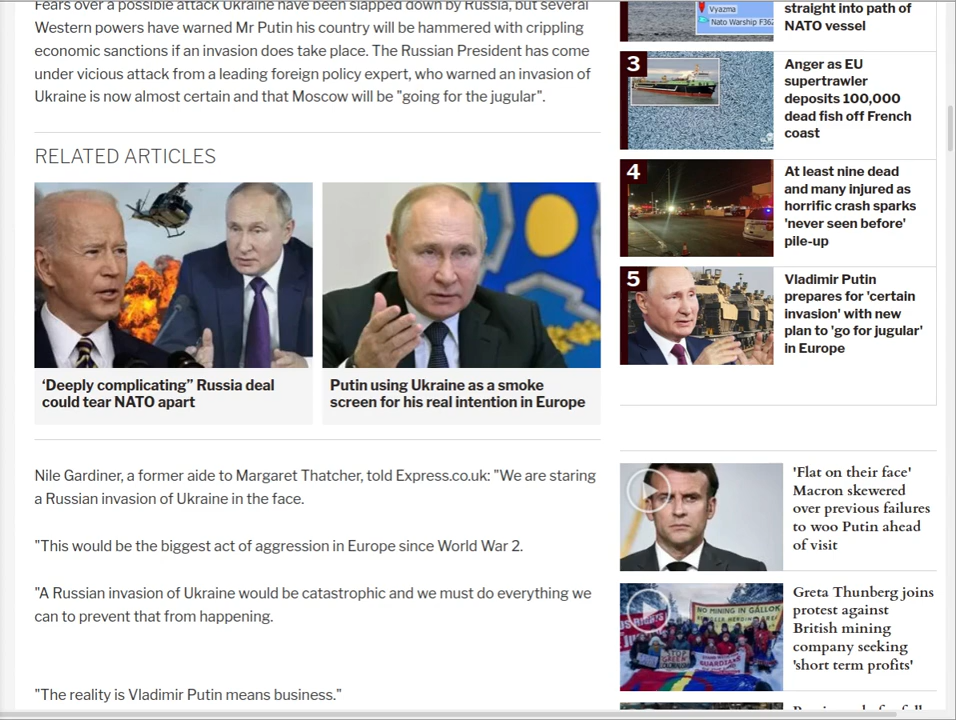 Fears over a possible attack Ukraine have been slapped down by Russia, but several
Western powers have warned Mr Putin his country will be hammered with crippling
economic sanctions if an invasion does take place. The Russian President has come
under vicious attack from a leading foreign policy expert, who warned an invasion of
Ukraine is now almost certain and that Moscow will be "going for the jugular".
RELATED ARTICLES
‘Deeply complicating” Russia deal
could tear NATO apart
Putin using Ukraine as a smoke
screen for his real intention in Europe
Nile Gardiner, a former aide to Margaret Thatcher, told Express.co.uk: "We are staring
a Russian invasion of Ukraine in the face.
"This would be the biggest act of aggression in Europe since World War 2.
"A Russian invasion of Ukraine would be catastrophic and we must do everything we
can to prevent that from happening.
"The reality is Vladimir Putin means business."
Vyazma
Nato Warship F362
straight into path of
NATO vessel
3
Anger as EU
supertrawler
deposits 100,000
dead fish off French
coast
4
At least nine dead
and many injured as
horrific crash sparks
'never seen before'
pile-up
5
Vladimir Putin
prepares for 'certain
invasion' with new
plan to 'go for jugular'
in Europe
'Flat on their face'
Macron skewered
over previous failures
to woo Putin ahead
of visit
NO MINING IN GÁLLOK
STOP
GREEN
GUARDIANS
Greta Thunberg joins
protest against
British mining
company seeking
'short term profits'